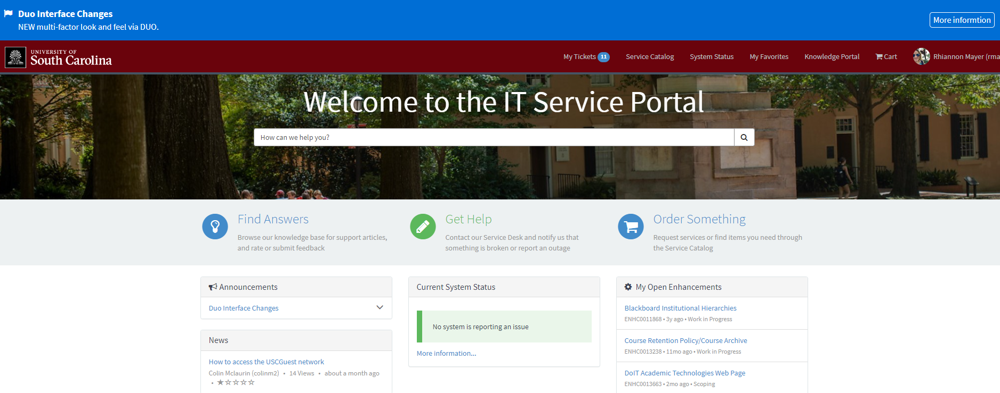 Duo Interface Changes
NEW multi-factor look and feel via DUO.
More informtion
UNIVERSITY OF
South Carolina
My Tickets 11 Service Catalog System Status My Favorites Knowledge Portal Cart Rhiannon Mayer (rma
Welcome to the IT Service Portal
How can we help you?
Find Answers
Browse our knowledge base for support articles,
and rate or submit feedback
Get Help
Contact our Service Desk and notify us that
something is broken or report an outage
Order Something
Request services or find items you need through
the Service Catalog
Announcements
Duo Interface Changes
News
How to access the USCGuest network
Colin Mclaurin (colinm2) • 14 Views • about a month ago
•
Current System Status
No system is reporting an issue
More information...
My Open Enhancements
Blackboard Institutional Hierarchies
ENHC0011868 • 3y ago • Work in Progress
Course Retention Policy/Course Archive
ENHC0013238 • 11mo ago • Work in Progress
DoIT Academic Technologies Web Page
ENHC0013663 • 2mo ago • Scoping